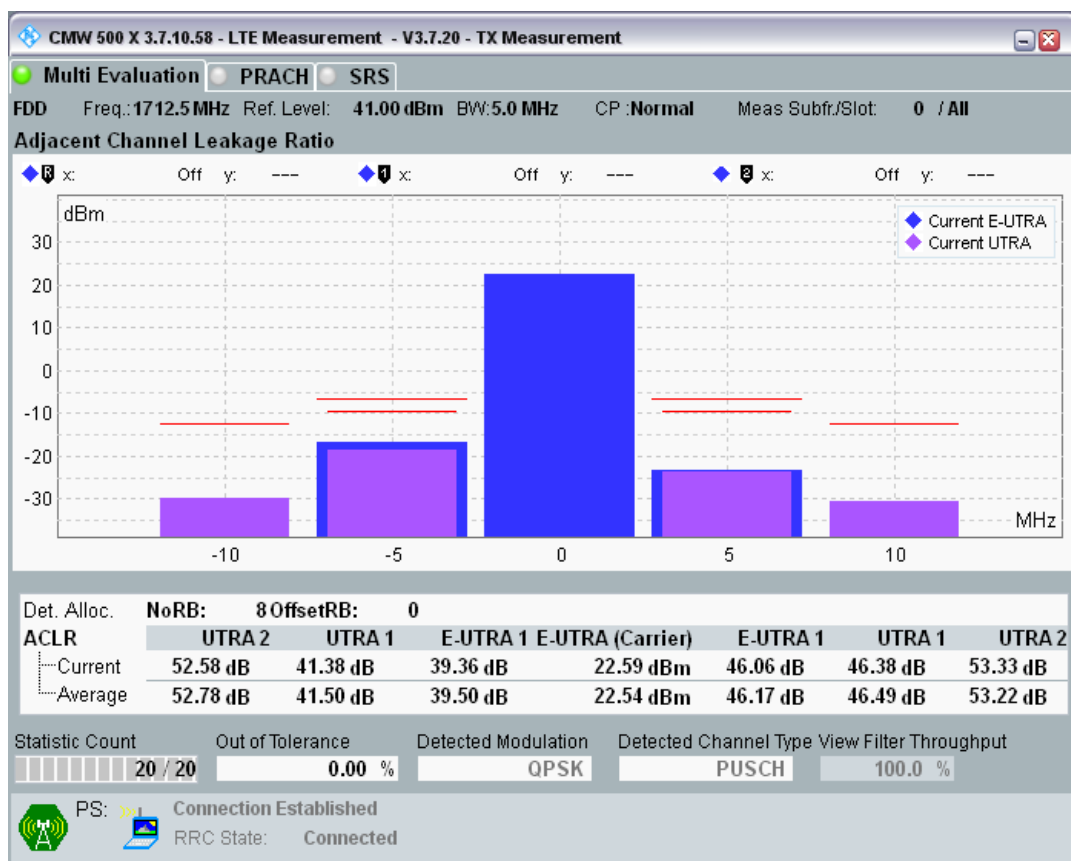 CMW 500 X 3.7.10.58 - LTE Measurement - V3.7.20 - TX Measurement
Multi Evaluation PRACH SRS
FDD Freq.: 1712.5 MHz Ref. Level: 41.00 dBm BW: 5.0 MHz CP : Normal Meas Subfr./Slot: 0 / All
Adjacent Channel Leakage Ratio
R x: Off y: --- 1 x: Off y: --- 2 x: Off y: ---
dBm
Current E-UTRA
Current UTRA
30
20
10
0
-10
-20
-30
MHz
-10 -5 0 5 10
Det. Alloc. NoRB: 8 OffsetRB: 0
ACLR UTRA 2 UTRA 1 E-UTRA 1 E-UTRA (Carrier) E-UTRA 1 UTRA 1 UTRA 2
Current 52.58 dB 41.38 dB 39.36 dB 22.59 dBm 46.06 dB 46.38 dB 53.33 dB
Average 52.78 dB 41.50 dB 39.50 dB 22.54 dBm 46.17 dB 46.49 dB 53.22 dB
Statistic Count Out of Tolerance Detected Modulation Detected Channel Type View Filter Throughput
20 / 20 0.00 % QPSK PUSCH 100.0 %
PS: Connection Established
RRC State: Connected